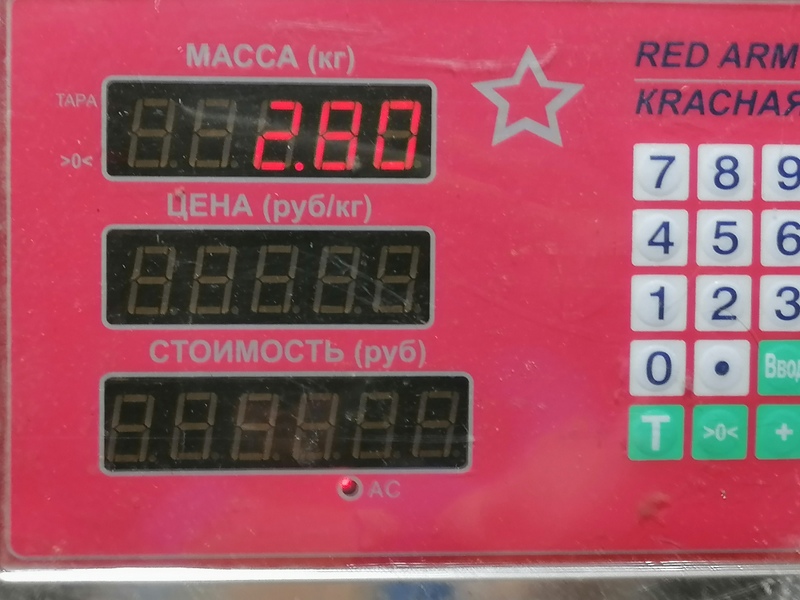 МАССА (кг)
ТАРА
>0<
2.80
ЦЕНА (руб/кг)
СТОИМОСТЬ (руб)
AC
RED ARM
KRACHAЯ
7 8 9
4 5 6
1 2 3
0 • Ввод
T >0< +